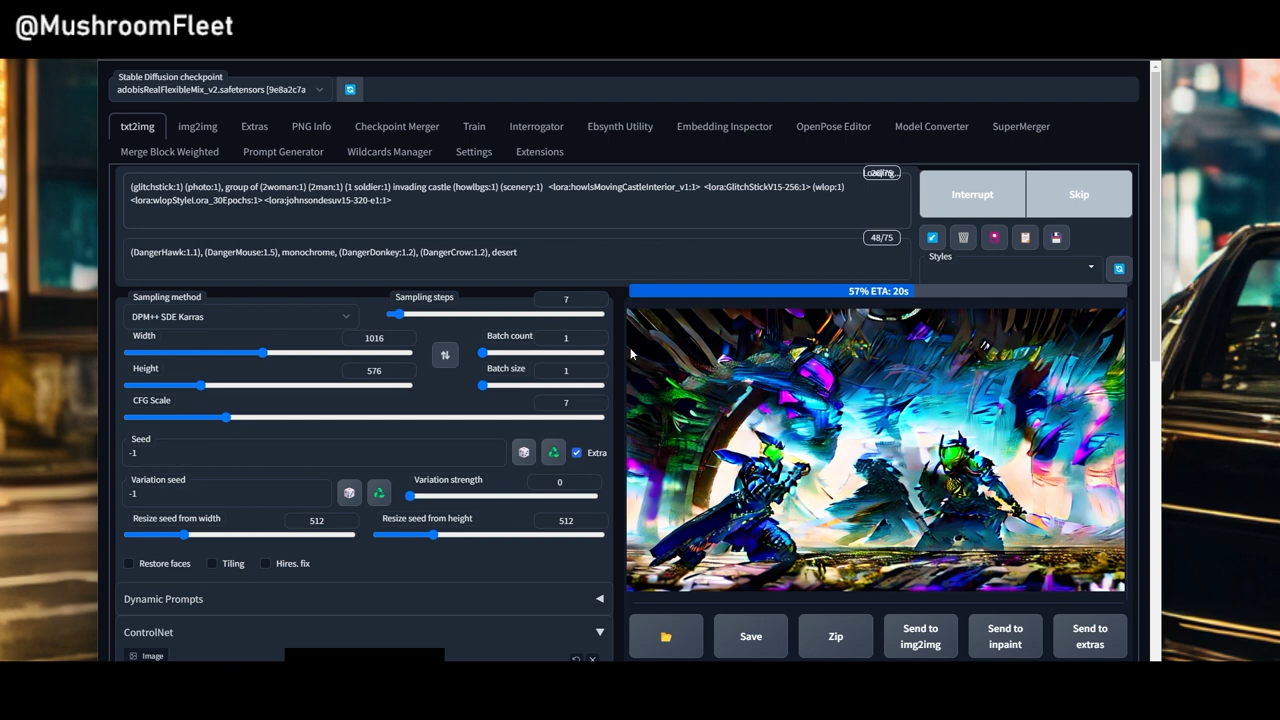 @MushroomFleet
Stable Diffusion checkpoint
adobisRealFlexibleMix_v2.safetensors [9e8a2c7a
txt2img img2img Extras PNG Info Checkpoint Merger Train Interrogator Ebsynth Utility Embedding Inspector OpenPose Editor Model Converter SuperMerger
Merge Block Weighted Prompt Generator Wildcards Manager Settings Extensions
(glitchstick:1) (photo:1), group of (2woman:1) (2man:1) (1 soldier:1) invading castle (howlbgs:1) (scenery:1) <lora:howlsMovingCastleInterior_v1:1> <lora:GlitchStickV15-256:1> (wlop:1)
<lora:wlopStyleLora_30Epochs:1> <lora:johnsondesuv15-320-e1:1>
Interrupt Skip
48/75
(DangerHawk:1.1), (DangerMouse:1.5), monochrome, (DangerDonkey:1.2), (DangerCrow:1.2), desert
Styles
57% ETA: 20s
Sampling method
DPM++ SDE Karras
Sampling steps 7
Width 1016
Batch count 1
Height 576
Batch size 1
CFG Scale 7
Seed
-1
Extra
Variation seed
-1
Variation strength 0
Resize seed from width 512
Resize seed from height 512
Restore faces Tiling Hires. fix
Dynamic Prompts
ControlNet
Image
Save Zip
Send to
img2img
Send to
inpaint
Send to
extras